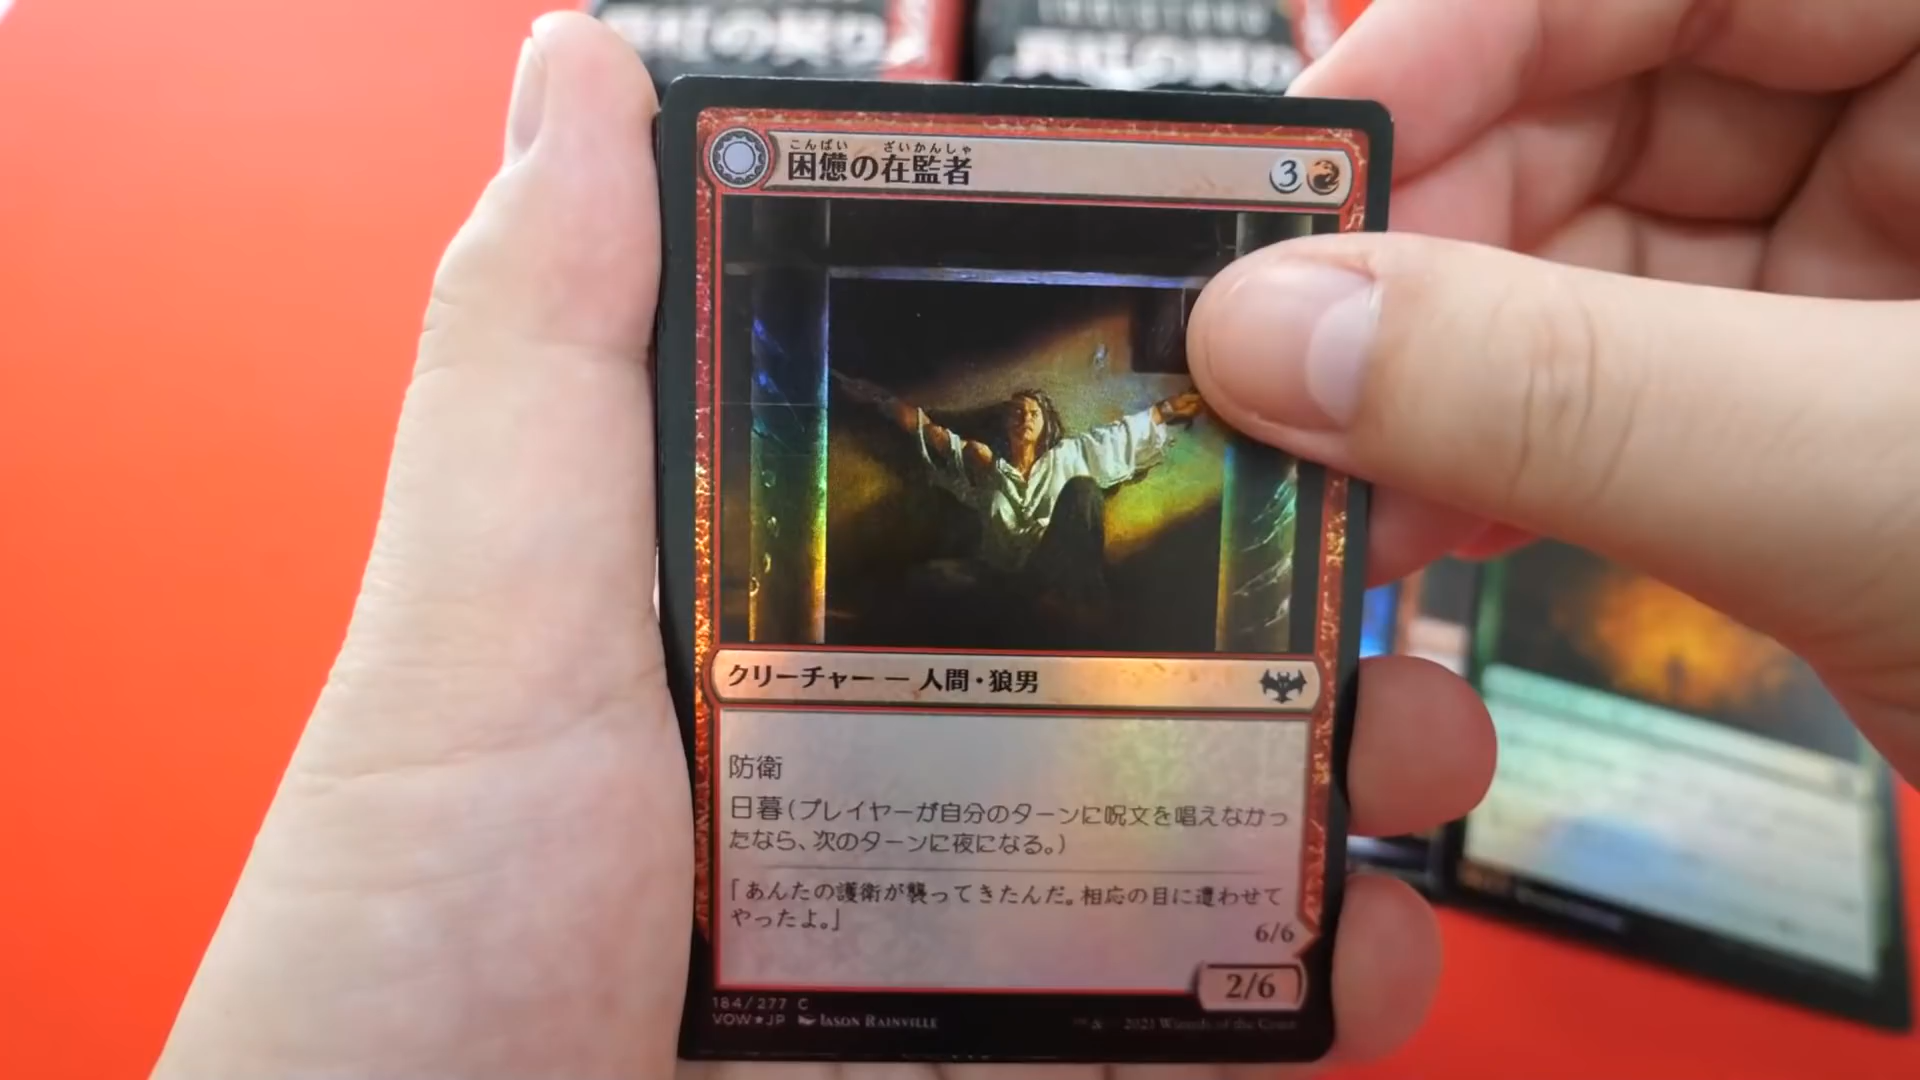 こんぱい ざいかんしゃ
困憊の在監者
3
クリーチャー — 人間・狼男
防衛
日暮(プレイヤーが自分のターンに呪文を唱えなかっ
たなら、次のターンに夜になる。)
「あんたの護衛が襲ってきたんだ。相応の目に遭わせて
やったよ。」
6/6
2/6
184/277 C
VOW★JP JASON RAINVILLE
2021 Wizards of the Coast